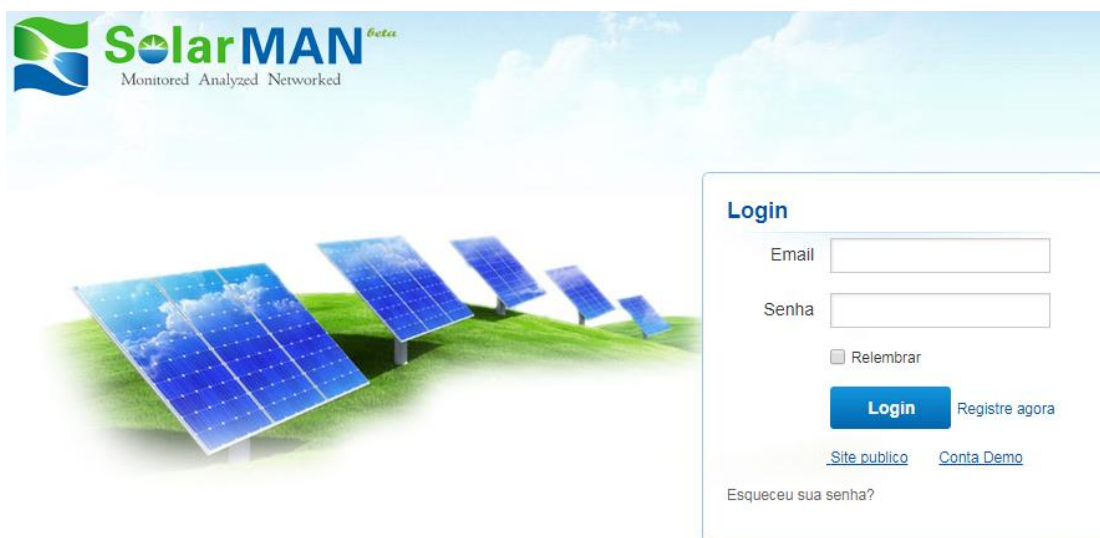 SolarMAN beta
Monitored Analyzed Networked
Login
Email
Senha
Relembrar
Login Registre agora
Site publico Conta Demo
Esqueceu sua senha?